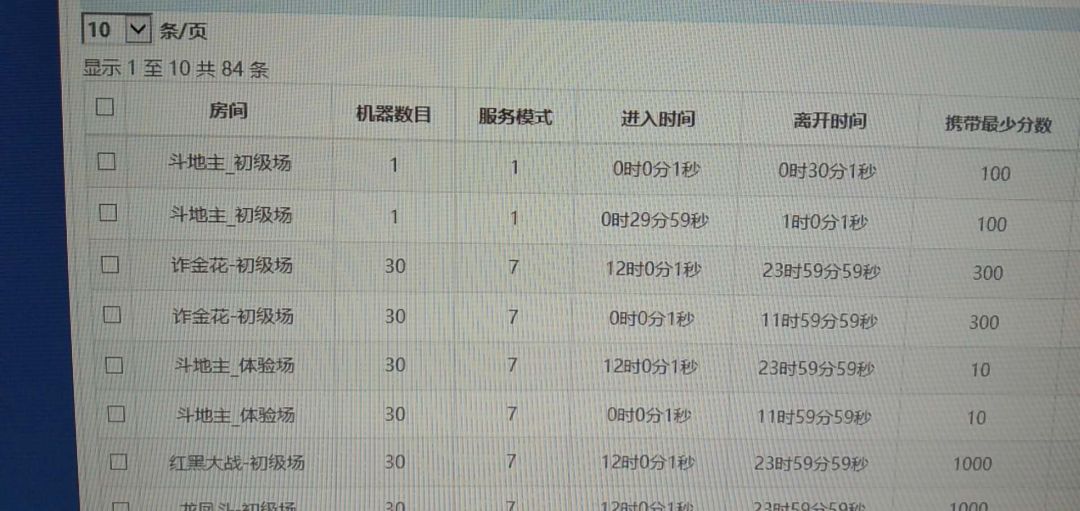 10 条/页
显示 1 至 10 共 84 条
房间 机器数目 服务模式 进入时间 离开时间 携带最少分数
斗地主_初级场 1 1 0时0分1秒 0时30分1秒 100
斗地主_初级场 1 1 0时29分59秒 1时0分1秒 100
诈金花-初级场 30 7 12时0分1秒 23时59分59秒 300
诈金花-初级场 30 7 0时0分1秒 11时59分59秒 300
斗地主_体验场 30 7 12时0分1秒 23时59分59秒 10
斗地主_体验场 30 7 0时0分1秒 11时59分59秒 10
红黑大战-初级场 30 7 12时0分1秒 23时59分59秒 1000
龙凤斗-初级场 30 7 12时0分1秒 23时59分59秒 1000